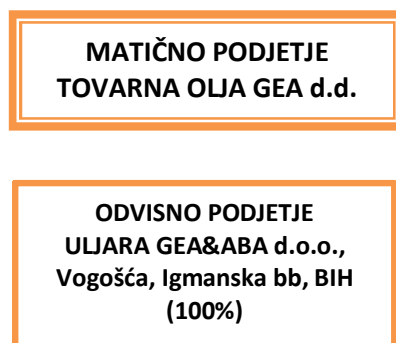 MATIČNO PODJETJE
TOVARNA OLJA GEA d.d.
ODVISNO PODJETJE
ULJARA GEA&ABA d.o.o.,
Vogošća, Igmanska bb, BIH
(100%)